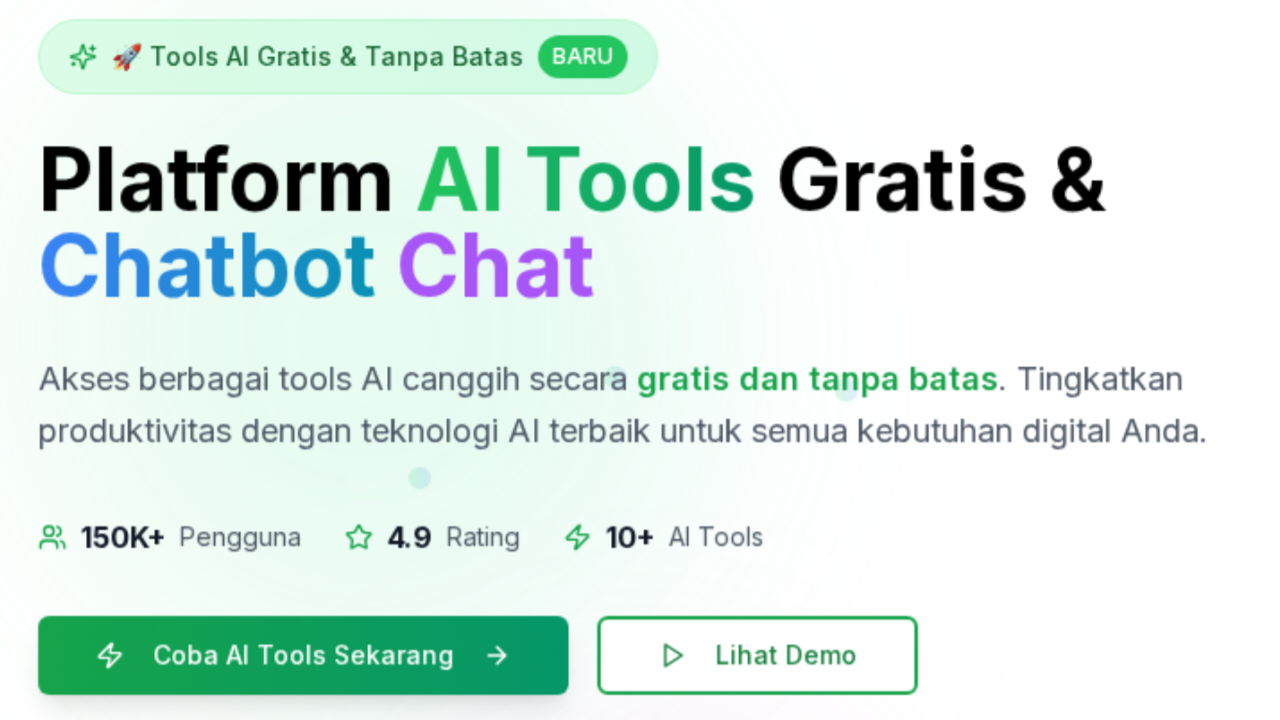 🚀 Tools AI Gratis & Tanpa Batas BARU
Platform AI Tools Gratis &
Chatbot Chat
Akses berbagai tools AI canggih secara gratis dan tanpa batas. Tingkatkan
produktivitas dengan teknologi AI terbaik untuk semua kebutuhan digital Anda.
150K+ Pengguna 4.9 Rating 10+ AI Tools
Coba AI Tools Sekarang → Lihat Demo